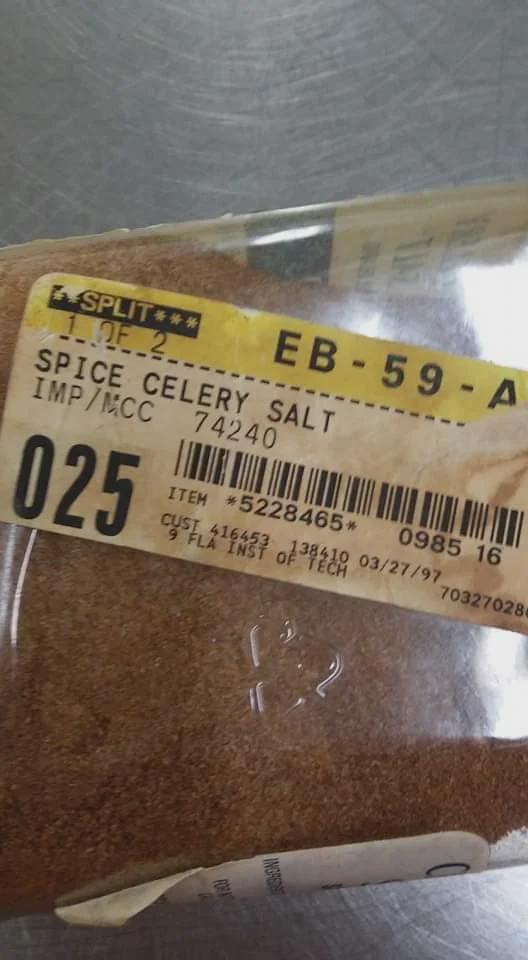 **SPLIT***
1 OF 2
EB-59-A
SPICE CELERY SALT
IMP/MCC 74240
025
ITEM *5228465* 0985 16
CUST 416453 138410 03/27/97
9 FLA INST OF TECH